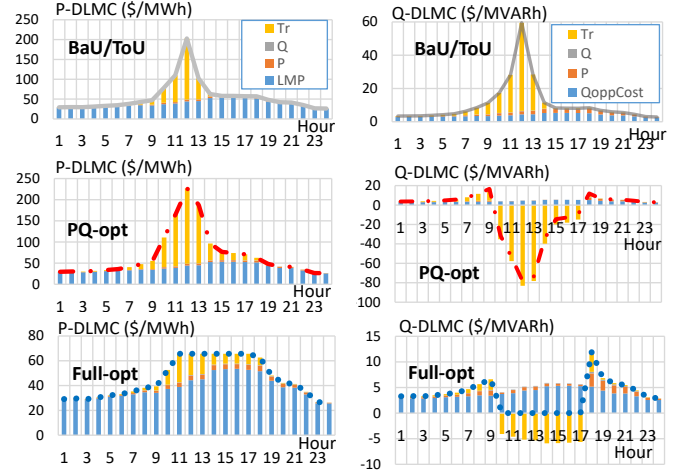 P-DLMC ($/MWh)
250
200
150
100
50
0
BaU/ToU
Tr
Q
P
LMP
Hour
1 3 5 7 9 11 13 15 17 19 21 23
Q-DLMC ($/MVARh)
60
40
20
0
BaU/ToU
Tr
Q
P
QoppCost
Hour
1 3 5 7 9 11 13 15 17 19 21 23
P-DLMC ($/MWh)
250
200
150
100
50
0
PQ-opt
Hour
1 3 5 7 9 11 13 15 17 19 21 23
Q-DLMC ($/MVARh)
20
0
-20
-40
-60
-80
100
1 3 5 7 9 11 13 15 17 19 21 23
Hour
PQ-opt
P-DLMC ($/MWh)
80
60
40
20
0
Full-opt
Hour
1 3 5 7 9 11 13 15 17 19 21 23
Q-DLMC ($/MVARh)
15
10
5
0
-5
-10
Full-opt
1 3 5 7 9 11 13 15 17 19 21 23
Hour